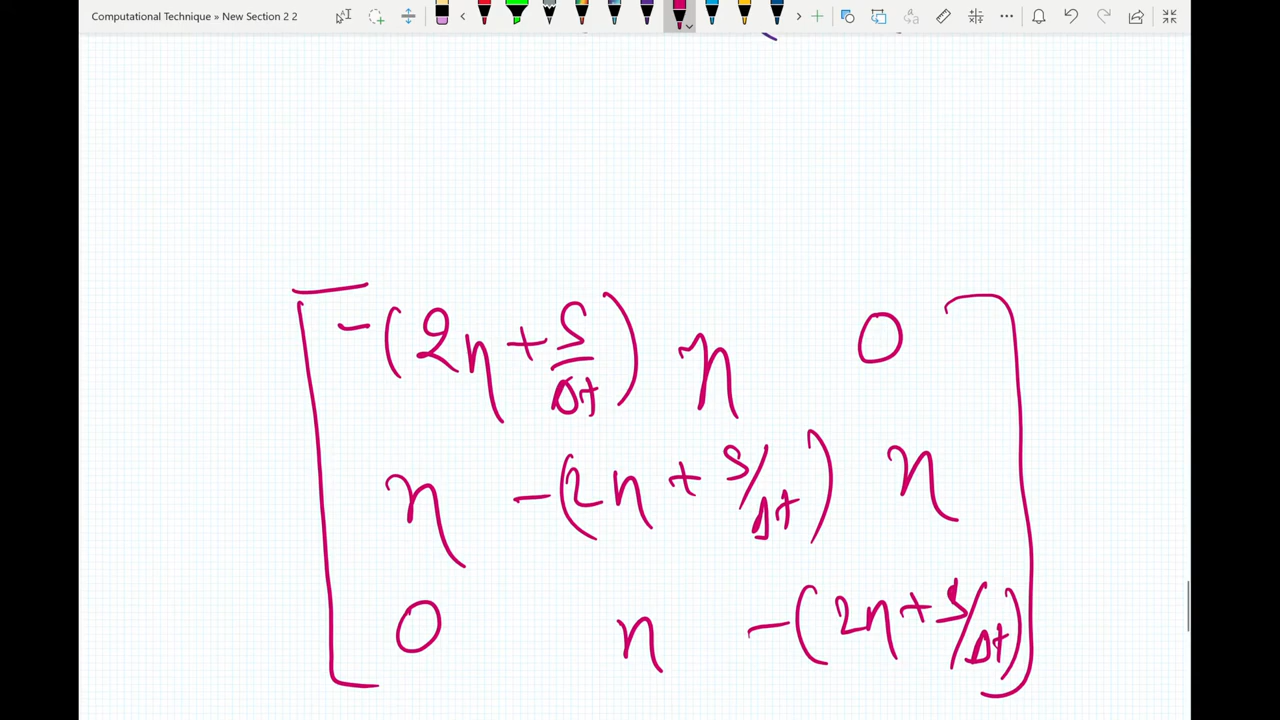 Computational Technique » New Section 2 2
-(2η + S/Δt) η 0
η -(2η + S/Δt) η
0 η -(2η + S/Δt)